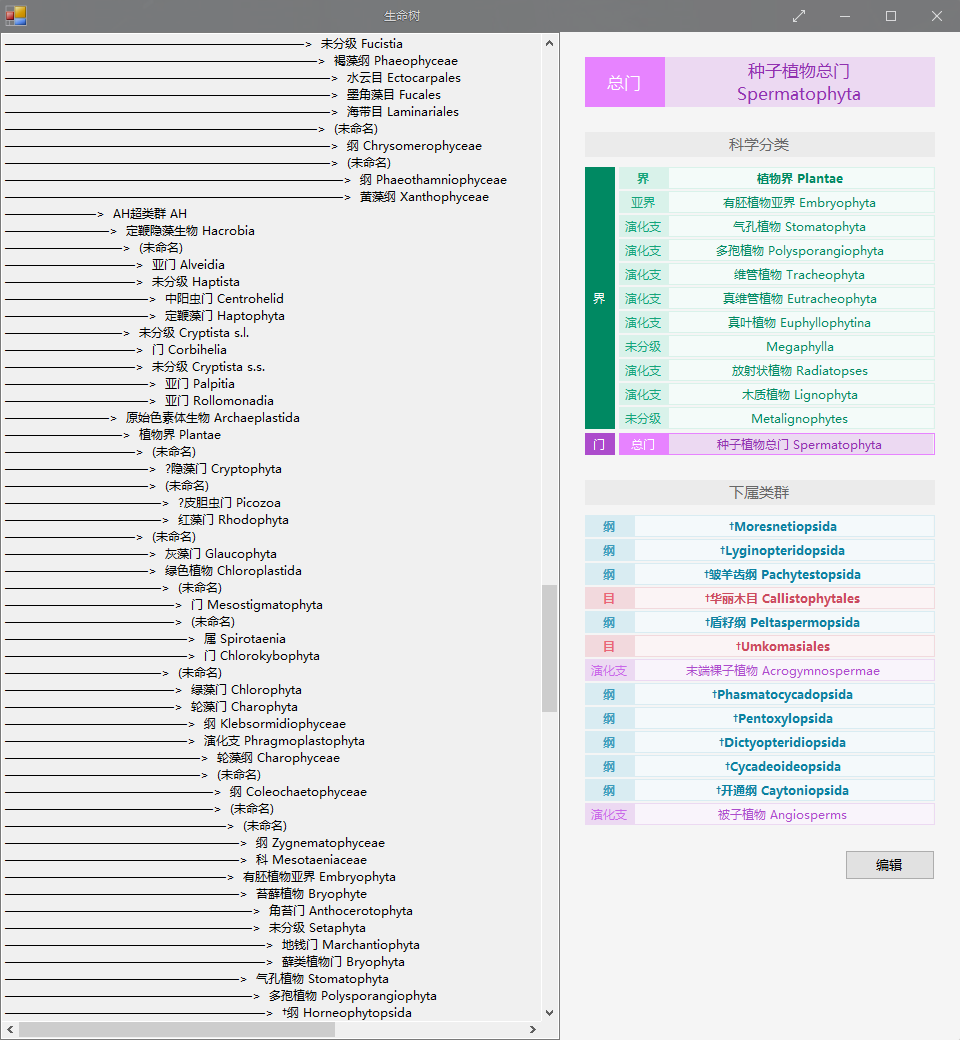 生命树
——————————————————————> 未分级 Fucistia
———————————————————————> 褐藻纲 Phaeophyceae
————————————————————————> 水云目 Ectocarpales
————————————————————————> 墨角藻目 Fucales
————————————————————————> 海带目 Laminariales
———————————————————————> (未命名)
————————————————————————> 纲 Chrysomerophyceae
————————————————————————> (未命名)
—————————————————————————> 纲 Phaeothamniophyceae
—————————————————————————> 黄藻纲 Xanthophyceae
———————> AH超类群 AH
————————> 定鞭隐藻生物 Hacrobia
—————————> (未命名)
——————————> 亚门 Alveidia
——————————> 未分级 Haptista
———————————> 中阳虫门 Centrohelid
———————————> 定鞭藻门 Haptophyta
—————————> 未分级 Cryptista s.l.
——————————> 门 Corbihelia
——————————> 未分级 Cryptista s.s.
———————————> 亚门 Palpitia
———————————> 亚门 Rollomonadia
————————> 原始色素体生物 Archaeplastida
—————————> 植物界 Plantae
——————————> (未命名)
———————————> ?隐藻门 Cryptophyta
———————————> (未命名)
————————————> ?皮胆虫门 Picozoa
————————————> 红藻门 Rhodophyta
——————————> (未命名)
———————————> 灰藻门 Glaucophyta
———————————> 绿色植物 Chloroplastida
————————————> (未命名)
—————————————> 门 Mesostigmatophyta
—————————————> (未命名)
——————————————> 属 Spirotaenia
——————————————> 门 Chlorokybophyta
————————————> (未命名)
—————————————> 绿藻门 Chlorophyta
—————————————> 轮藻门 Charophyta
——————————————> 纲 Klebsormidiophyceae
——————————————> 演化支 Phragmoplastophyta
———————————————> 轮藻纲 Charophyceae
———————————————> (未命名)
————————————————> 纲 Coleochaetophyceae
————————————————> (未命名)
—————————————————> (未命名)
——————————————————> 纲 Zygnematophyceae
——————————————————> 科 Mesotaeniaceae
—————————————————> 有胚植物亚界 Embryophyta
——————————————————> 苔藓植物 Bryophyte
———————————————————> 角苔门 Anthocerotophyta
———————————————————> 未分级 Setaphyta
————————————————————> 地钱门 Marchantiophyta
————————————————————> 藓类植物门 Bryophyta
——————————————————> 气孔植物 Stomatophyta
———————————————————> 多孢植物 Polysporangiophyta
————————————————————> †纲 Horneophytopsida
总门
种子植物总门
Spermatophyta
科学分类
界
界 植物界 Plantae
亚界 有胚植物亚界 Embryophyta
演化支 气孔植物 Stomatophyta
演化支 多孢植物 Polysporangiophyta
演化支 维管植物 Tracheophyta
演化支 真维管植物 Eutracheophyta
演化支 真叶植物 Euphyllophytina
未分级 Megaphylla
演化支 放射状植物 Radiatopses
演化支 木质植物 Lignophyta
未分级 Metalignophytes
门 总门 种子植物总门 Spermatophyta
下属类群
纲 †Moresnetiopsida
纲 †Lyginopteridopsida
纲 †皱羊齿纲 Pachytestopsida
目 †华丽木目 Callistophytales
纲 †盾籽纲 Peltaspermopsida
目 †Umkomasiales
演化支 末端裸子植物 Acrogymnospermae
纲 †Phasmatocycadopsida
纲 †Pentoxylopsida
纲 †Dictyopteridiopsida
纲 †Cycadeoideopsida
纲 †开通纲 Caytoniopsida
演化支 被子植物 Angiosperms
编辑